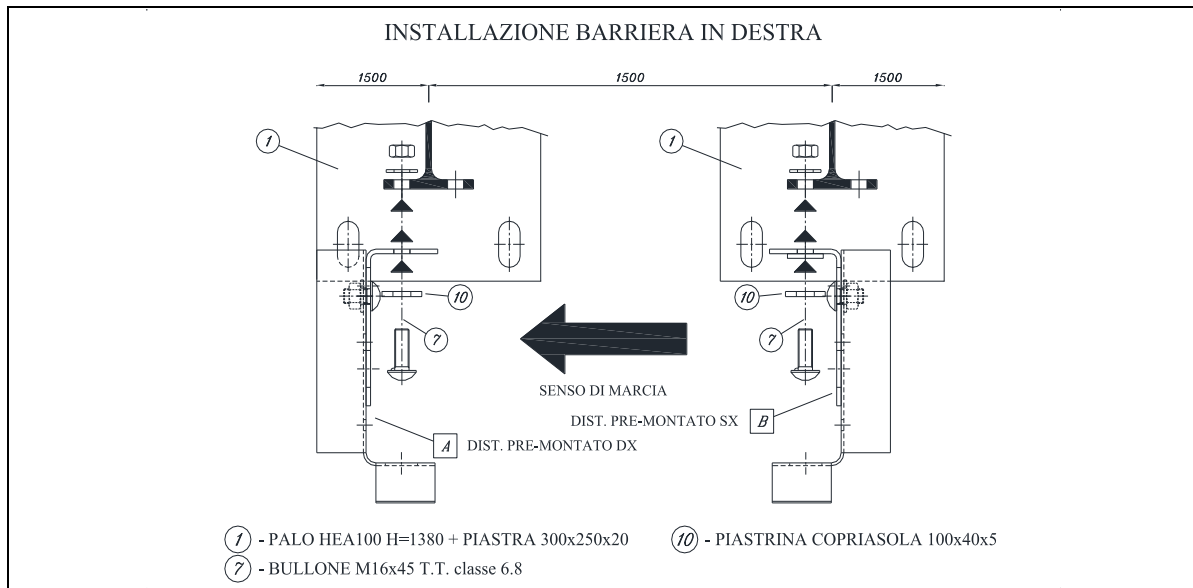 INSTALLAZIONE BARRIERA IN DESTRA
1500 1500 1500
1 1
10 10
7 7
SENSO DI MARCIA
DIST. PRE-MONTATO SX B
A DIST. PRE-MONTATO DX
1 - PALO HEA100 H=1380 + PIASTRA 300x250x20 10 - PIASTRINA COPRIASOLA 100x40x5
7 - BULLONE M16x45 T.T. classe 6.8